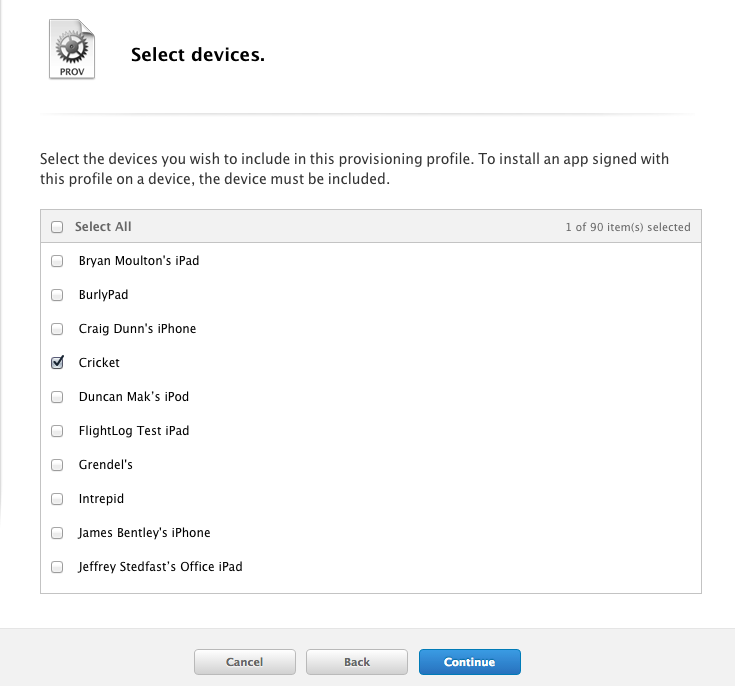 PROV
Select devices.
Select the devices you wish to include in this provisioning profile. To install an app signed with
this profile on a device, the device must be included.
Select All
1 of 90 item(s) selected
Bryan Moulton's iPad
BurlyPad
Craig Dunn's iPhone
Cricket
Duncan Mak’s iPod
FlightLog Test iPad
Grendel's
Intrepid
James Bentley's iPhone
Jeffrey Stedfast’s Office iPad
Cancel
Back
Continue